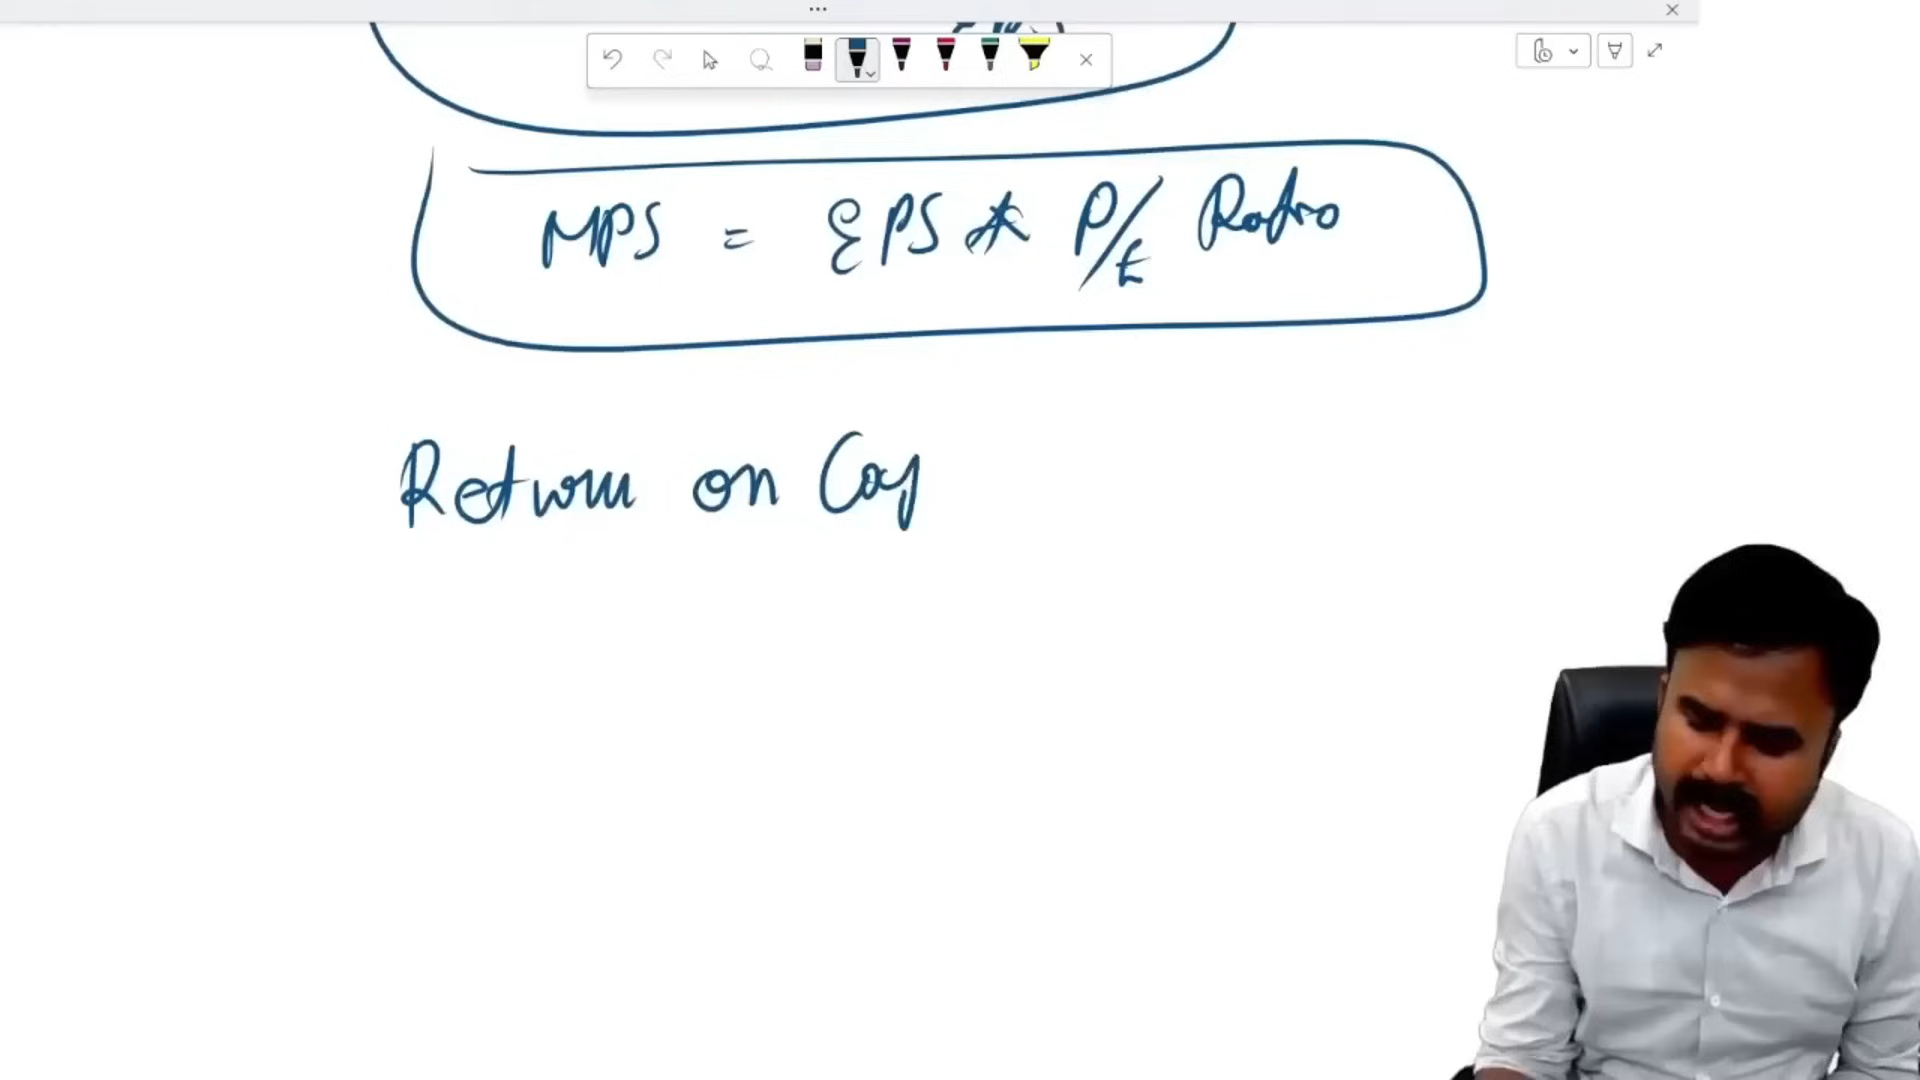 MPS = EPS * P/E Ratio
Return on Cap